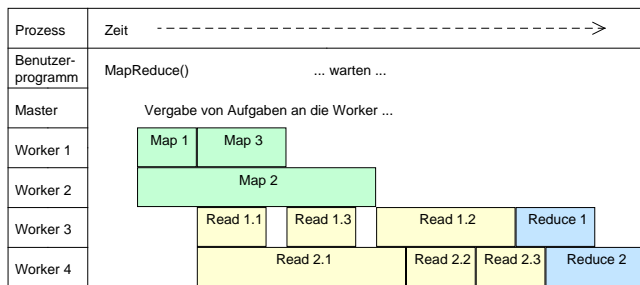 Prozess Zeit
Benutzer-
programm MapReduce() ... warten ...
Master Vergabe von Aufgaben an die Worker ...
Worker 1 Map 1 Map 3
Worker 2 Map 2
Worker 3 Read 1.1 Read 1.3 Read 1.2 Reduce 1
Worker 4 Read 2.1 Read 2.2 Read 2.3 Reduce 2